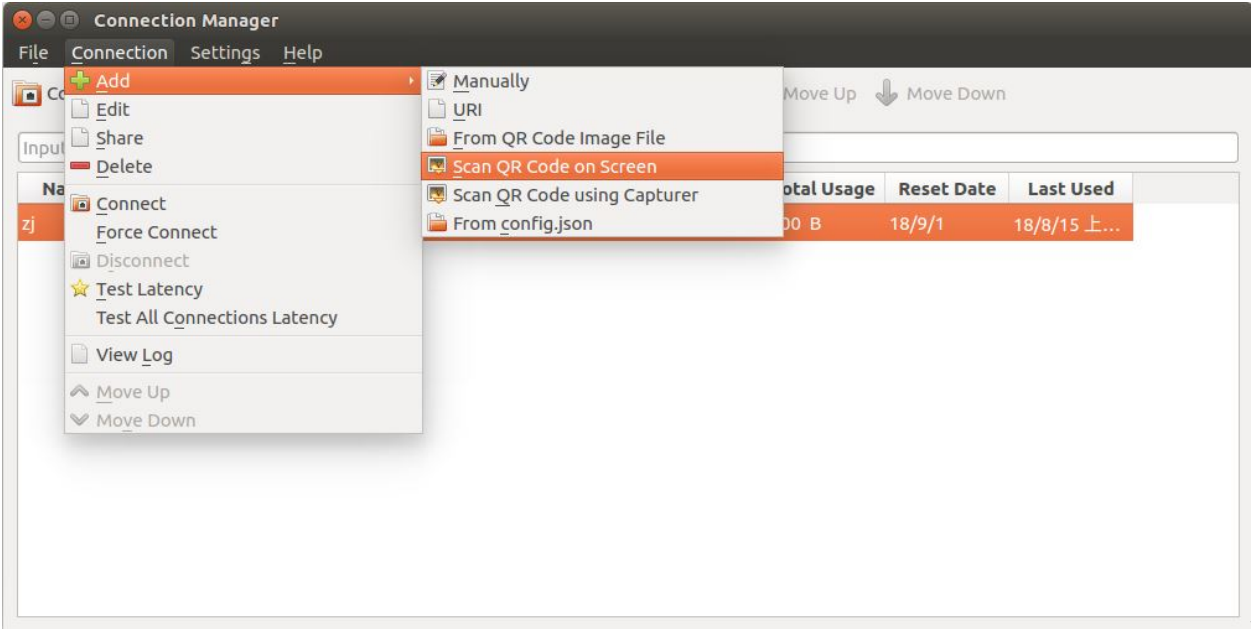 Connection Manager
File Connection Settings Help
Add
Edit
Share
Delete
Connect
Force Connect
Disconnect
Test Latency
Test All Connections Latency
View Log
Move Up
Move Down
Manually
URI
From QR Code Image File
Scan QR Code on Screen
Scan QR Code using Capturer
From config.json
Move Up Move Down
Input
Reset Date Last Used
Usage
zj
B 18/9/1 18/8/15 上...